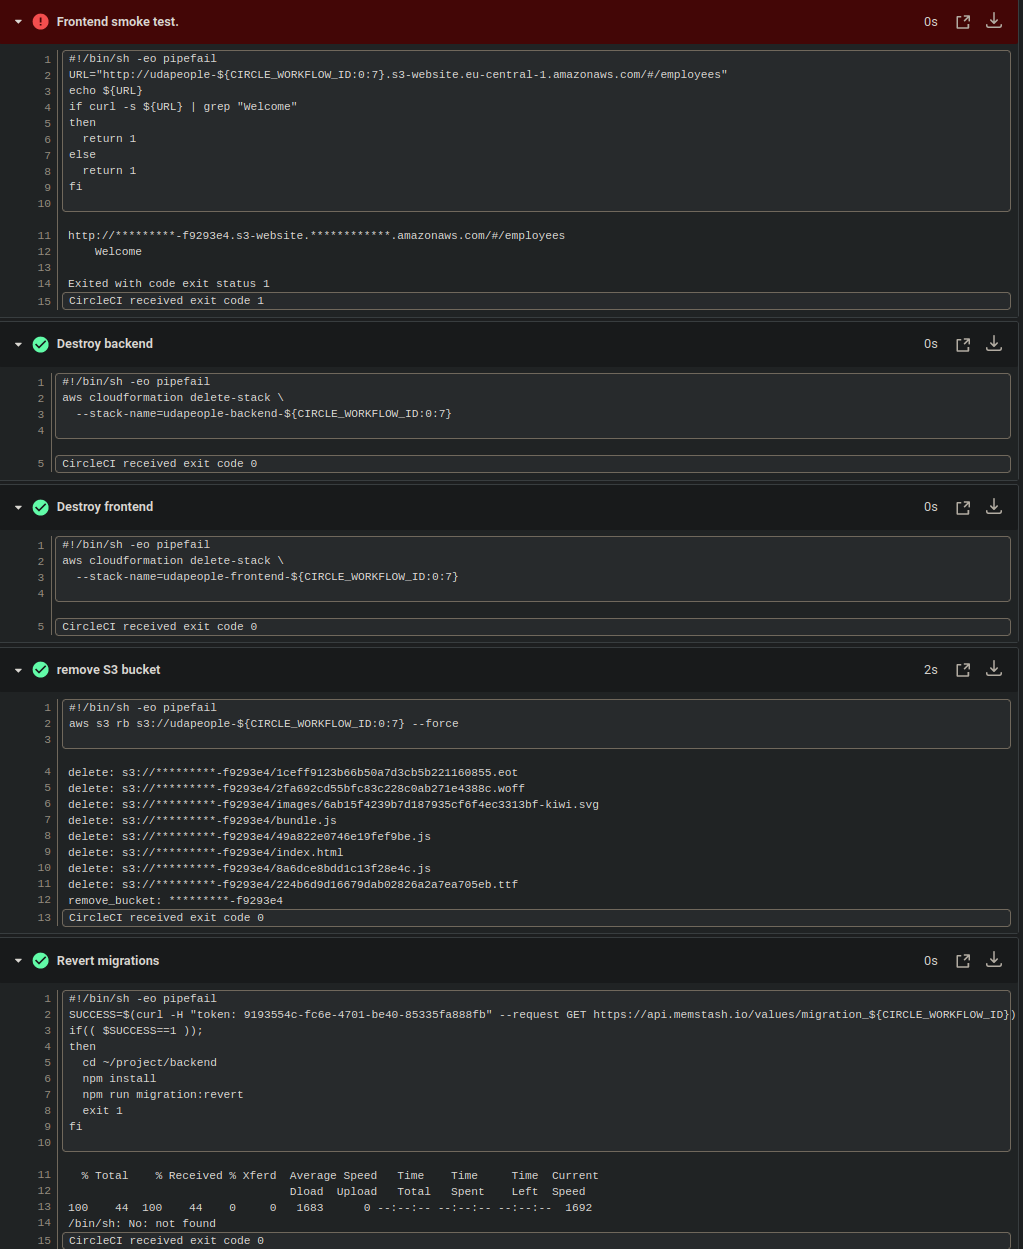 Frontend smoke test.
0s
1 #!/bin/sh -eo pipefail
2 URL="http://udapeople-${CIRCLE_WORKFLOW_ID:0:7}.s3-website.eu-central-1.amazonaws.com/#/employees"
3 echo ${URL}
4 if curl -s ${URL} | grep "Welcome"
5 then
6   return 1
7 else
8   return 1
9 fi
10
11 http://*********-f9293e4.s3-website.************.amazonaws.com/#/employees
12     Welcome
13
14 Exited with code exit status 1
15 CircleCI received exit code 1
Destroy backend
0s
1 #!/bin/sh -eo pipefail
2 aws cloudformation delete-stack \
3   --stack-name=udapeople-backend-${CIRCLE_WORKFLOW_ID:0:7}
4
5 CircleCI received exit code 0
Destroy frontend
0s
1 #!/bin/sh -eo pipefail
2 aws cloudformation delete-stack \
3   --stack-name=udapeople-frontend-${CIRCLE_WORKFLOW_ID:0:7}
4
5 CircleCI received exit code 0
remove S3 bucket
2s
1 #!/bin/sh -eo pipefail
2 aws s3 rb s3://udapeople-${CIRCLE_WORKFLOW_ID:0:7} --force
3
4 delete: s3://*********-f9293e4/1ceff9123b66b50a7d3cb5b221160855.eot
5 delete: s3://*********-f9293e4/2fa692cd55bfc83c228c0ab271e4388c.woff
6 delete: s3://*********-f9293e4/images/6ab15f4239b7d187935cf6f4ec3313bf-kiwi.svg
7 delete: s3://*********-f9293e4/bundle.js
8 delete: s3://*********-f9293e4/49a822e0746e19fef9be.js
9 delete: s3://*********-f9293e4/index.html
10 delete: s3://*********-f9293e4/8a6dce8bdd1c13f28e4c.js
11 delete: s3://*********-f9293e4/224b6d9d16679dab02826a2a7ea705eb.ttf
12 remove_bucket: *********-f9293e4
13 CircleCI received exit code 0
Revert migrations
0s
1 #!/bin/sh -eo pipefail
2 SUCCESS=$(curl -H "token: 9193554c-fc6e-4701-be40-85335fa888fb" --request GET https://api.memstash.io/values/migration_${CIRCLE_WORKFLOW_ID})
3 if(( $SUCCESS==1 ));
4 then
5   cd ~/project/backend
6   npm install
7   npm run migration:revert
8   exit 1
9 fi
10
11   % Total    % Received % Xferd  Average Speed   Time    Time     Time  Current
12                                  Dload  Upload   Total   Spent    Left  Speed
13 100    44  100    44    0     0   1683      0 --:--:-- --:--:-- --:--:--  1692
14 /bin/sh: No: not found
15 CircleCI received exit code 0